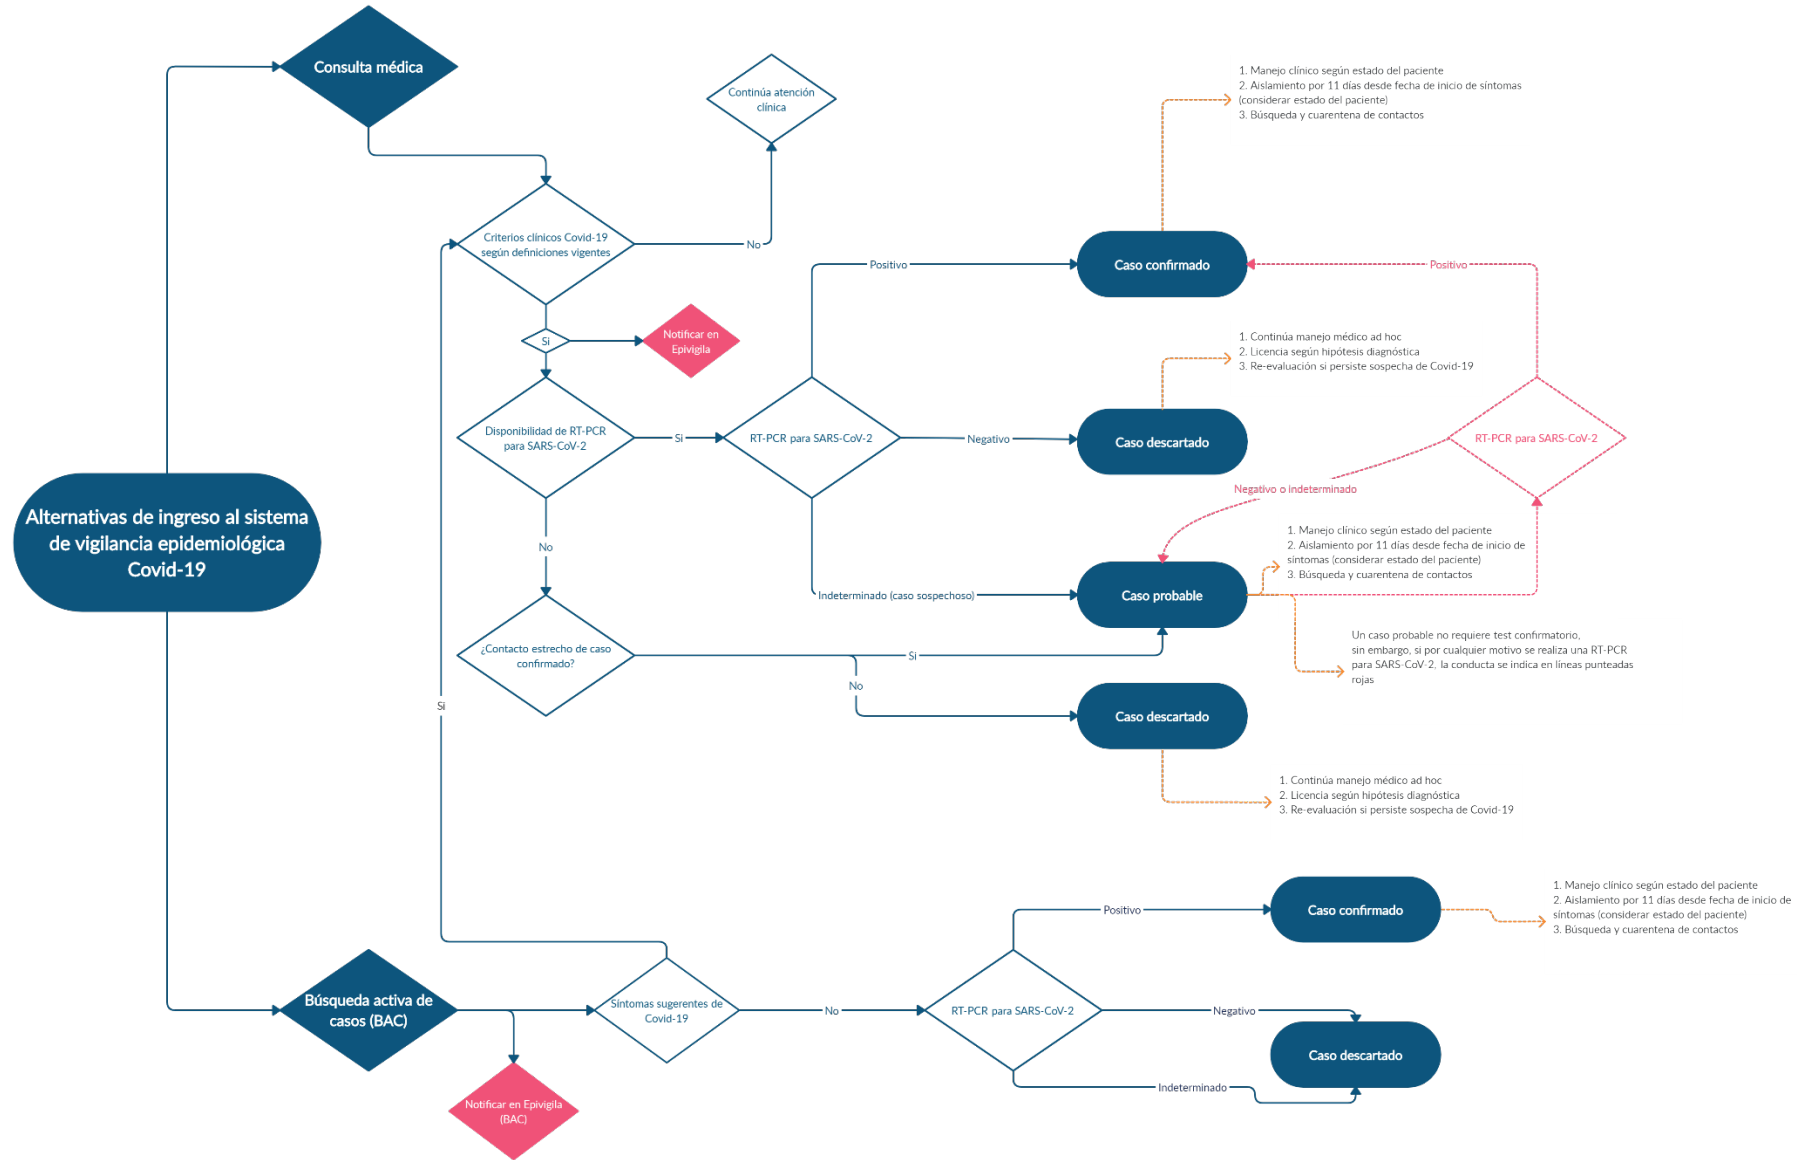 Consulta médica
Continúa atención
clínica
1. Manejo clínico según estado del paciente
2. Aislamiento por 11 días desde fecha de inicio de síntomas
(considerar estado del paciente)
3. Búsqueda y cuarentena de contactos
Criterios clínicos Covid-19
según definiciones vigentes
No
Positivo
Caso confirmado
Positivo
Si
Notificar en
Epivigila
1. Continúa manejo médico ad hoc
2. Licencia según hipótesis diagnóstica
3. Re-evaluación si persiste sospecha de Covid-19
Disponibilidad de RT-PCR
para SARS-CoV-2
Si
RT-PCR para SARS-CoV-2
Negativo
Caso descartado
RT-PCR para SARS-CoV-2
Negativo o indeterminado
Alternativas de ingreso al sistema
de vigilancia epidemiológica
Covid-19
No
1. Manejo clínico según estado del paciente
2. Aislamiento por 11 días desde fecha de inicio de
síntomas (considerar estado del paciente)
3. Búsqueda y cuarentena de contactos
Indeterminado (caso sospechoso)
Caso probable
¿Contacto estrecho de caso
confirmado?
Si
No
Un caso probable no requiere test confirmatorio,
sin embargo, si por cualquier motivo se realiza una RT-PCR
para SARS-CoV-2, la conducta se indica en líneas punteadas
rojas
Si
Caso descartado
1. Continúa manejo médico ad hoc
2. Licencia según hipótesis diagnóstica
3. Re-evaluación si persiste sospecha de Covid-19
Positivo
Caso confirmado
1. Manejo clínico según estado del paciente
2. Aislamiento por 11 días desde fecha de inicio de
síntomas (considerar estado del paciente)
3. Búsqueda y cuarentena de contactos
Búsqueda activa de
casos (BAC)
Síntomas sugerentes de
Covid-19
No
RT-PCR para SARS-CoV-2
Negativo
Caso descartado
Indeterminado
Notificar en Epivigila
(BAC)